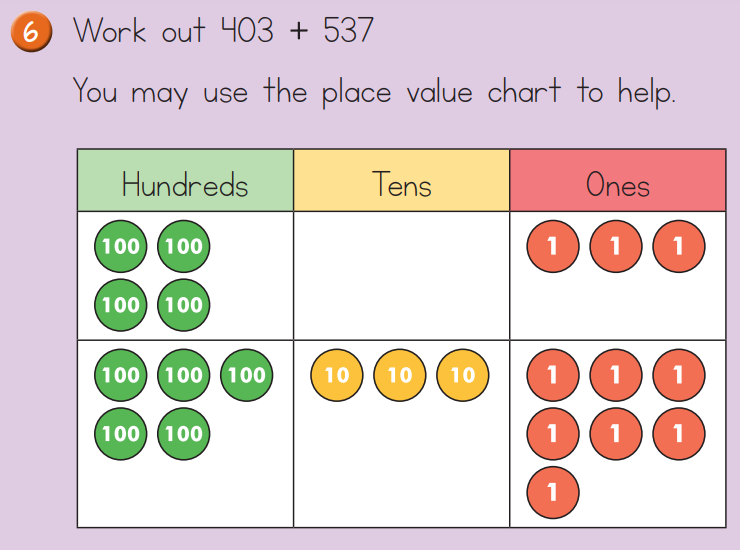 6 Work out 403 + 537
You may use the place value chart to help.
Hundreds Tens Ones
100 100 1 1 1
100 100
100 100 100 10 10 10 1 1 1
100 100 1 1 1
1